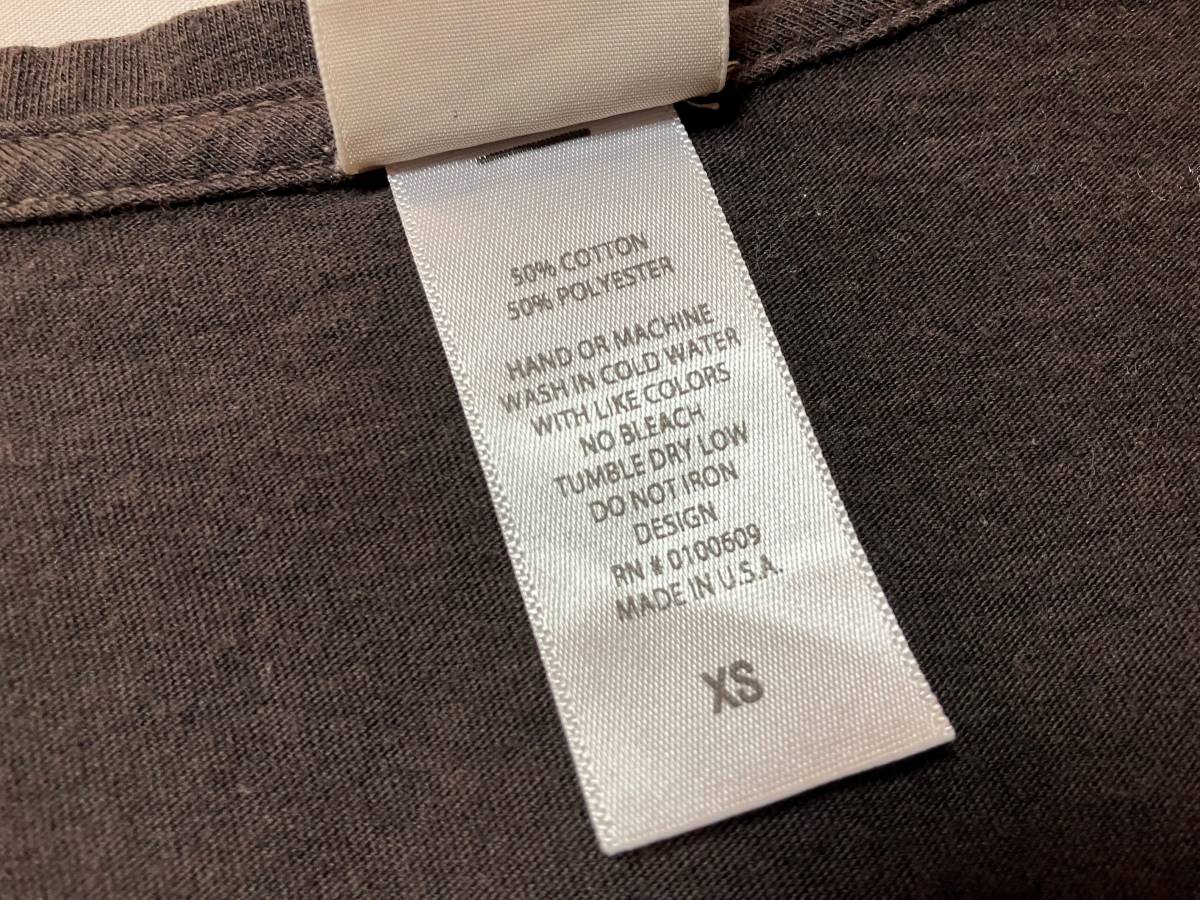 50% COTTON
50% POLYESTER
HAND OR MACHINE
WASH IN COLD WATER
WITH LIKE COLORS
NO BLEACH
TUMBLE DRY LOW
DO NOT IRON
DESIGN
RN # 0100609
MADE IN U.S.A.
XS